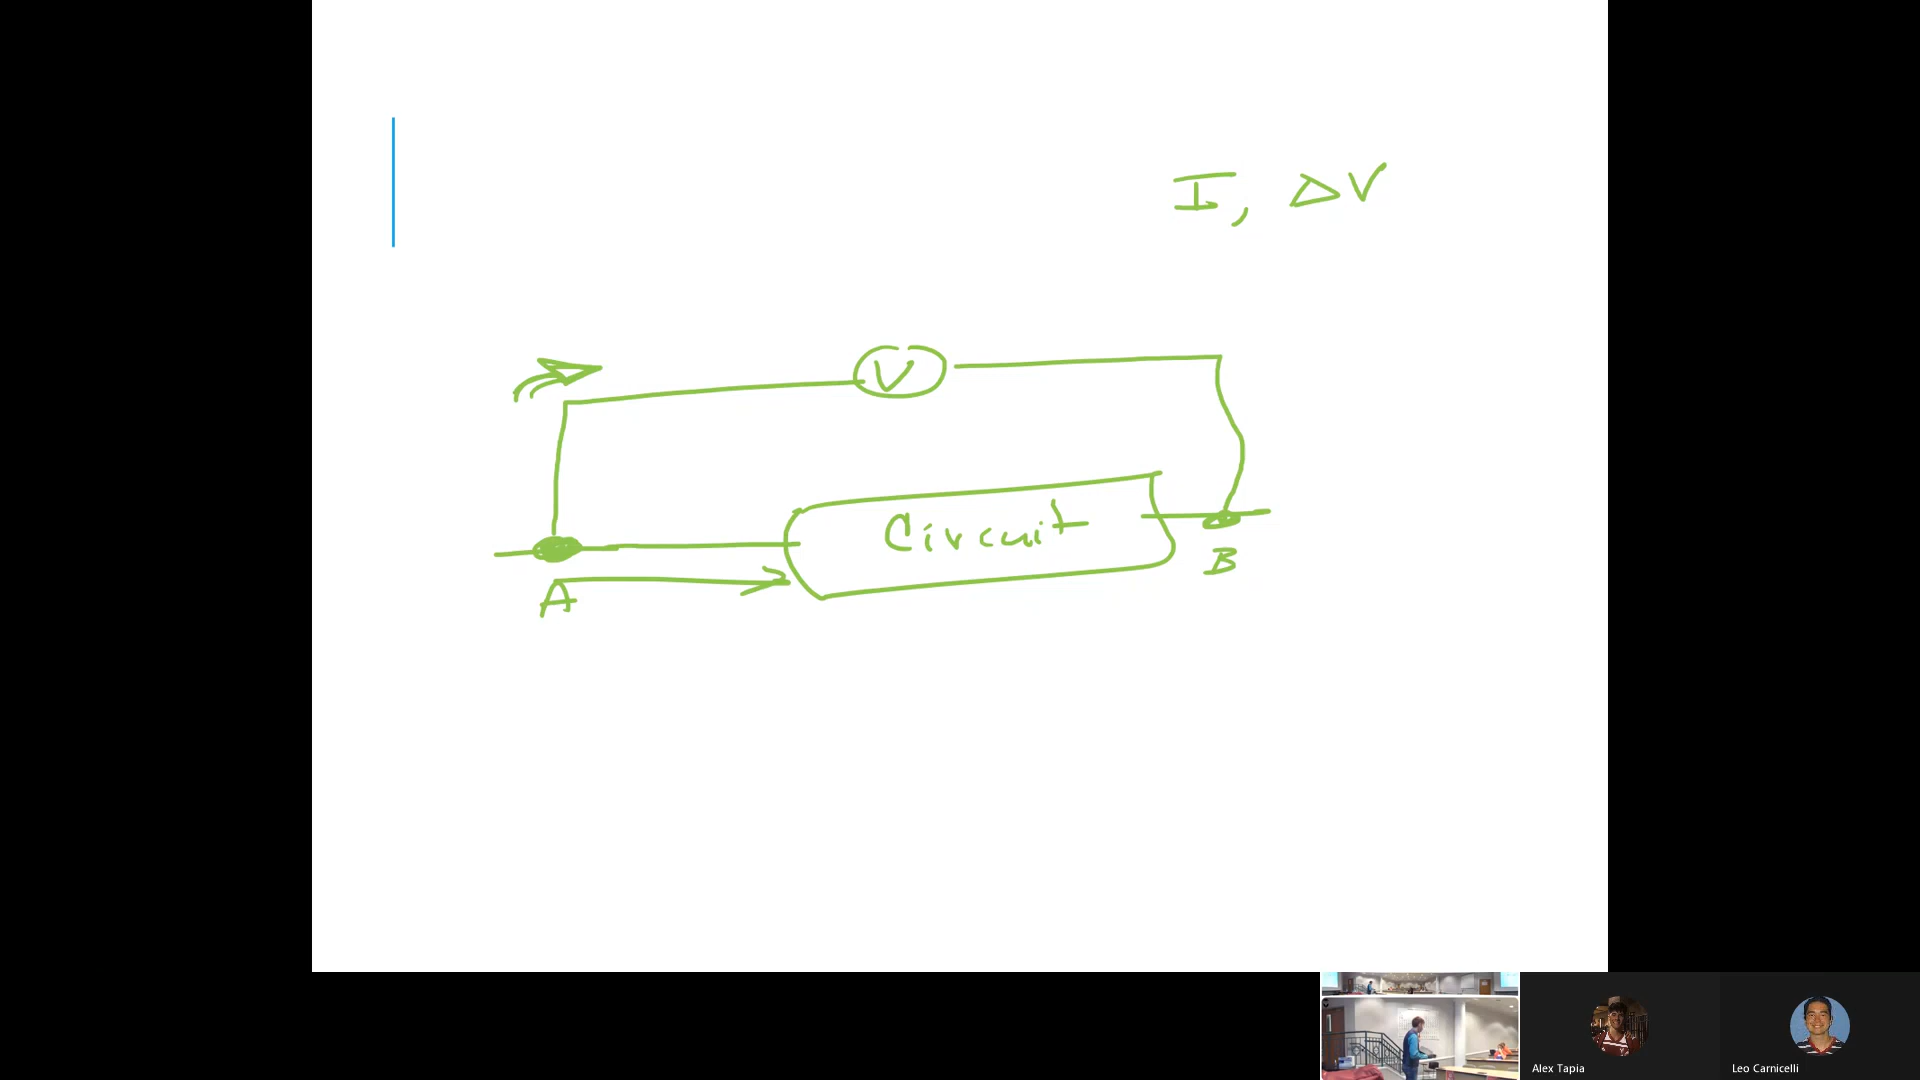 I, ΔV
V
Circuit
A
B
Alex Tapia
Leo Carnicelli